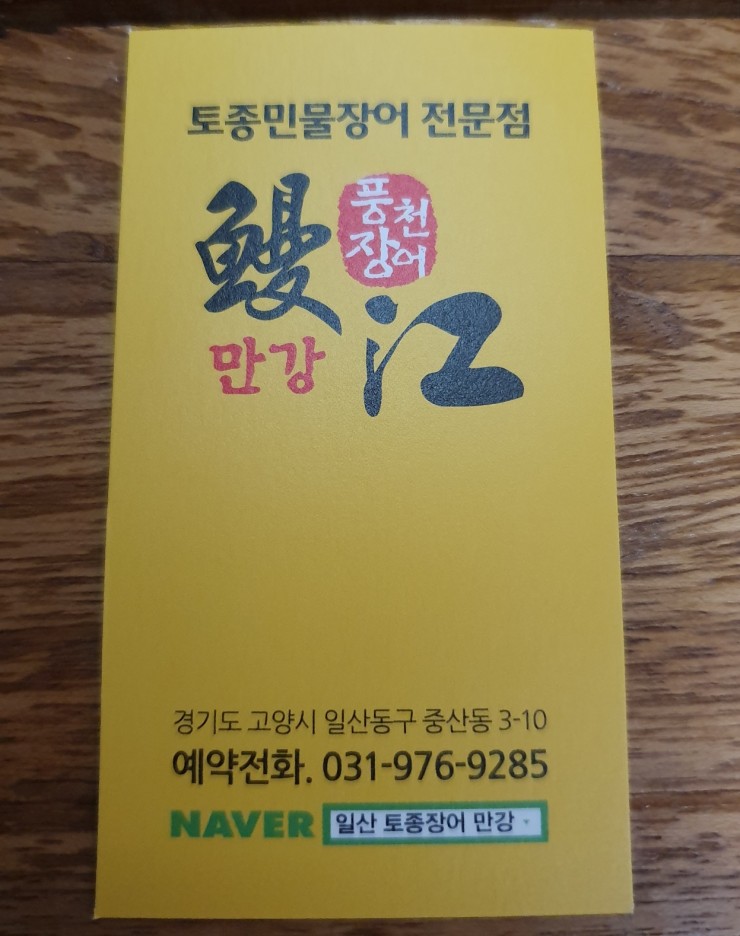 토종민물장어 전문점
鰻江
풍천
장어
만강
경기도 고양시 일산동구 중산동 3-10
예약전화. 031-976-9285
NAVER 일산 토종장어 만강